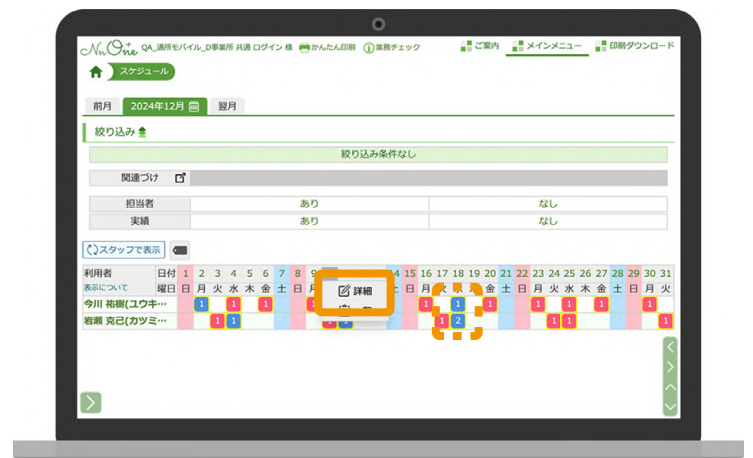 NnOne QA_通所モバイル_D事業所 共通 ログイン 様 かんたん印刷 業務チェック ご案内 メインメニュー 印刷ダウンロード
スケジュール
前月 2024年12月 翌月
絞り込み
絞り込み条件なし
関連づけ
担当者 あり なし
実績 あり なし
スタッフで表示
利用者 日付 1 2 3 4 5 6 7 8 9 14 15 16 17 18 19 20 21 22 23 24 25 26 27 28 29 30 31
表示について 曜日 日 月 火 水 木 金 土 日 月 詳細 日 月 火 水 木 金 土 日 月 火 水 木 金 土 日 月 火
今川 祐樹(ユウキ… 1 1 1 1 1 1 1 1 1 1 1
岩瀬 克己(カツミ… 1 1 1 1 1 2 1 1 1